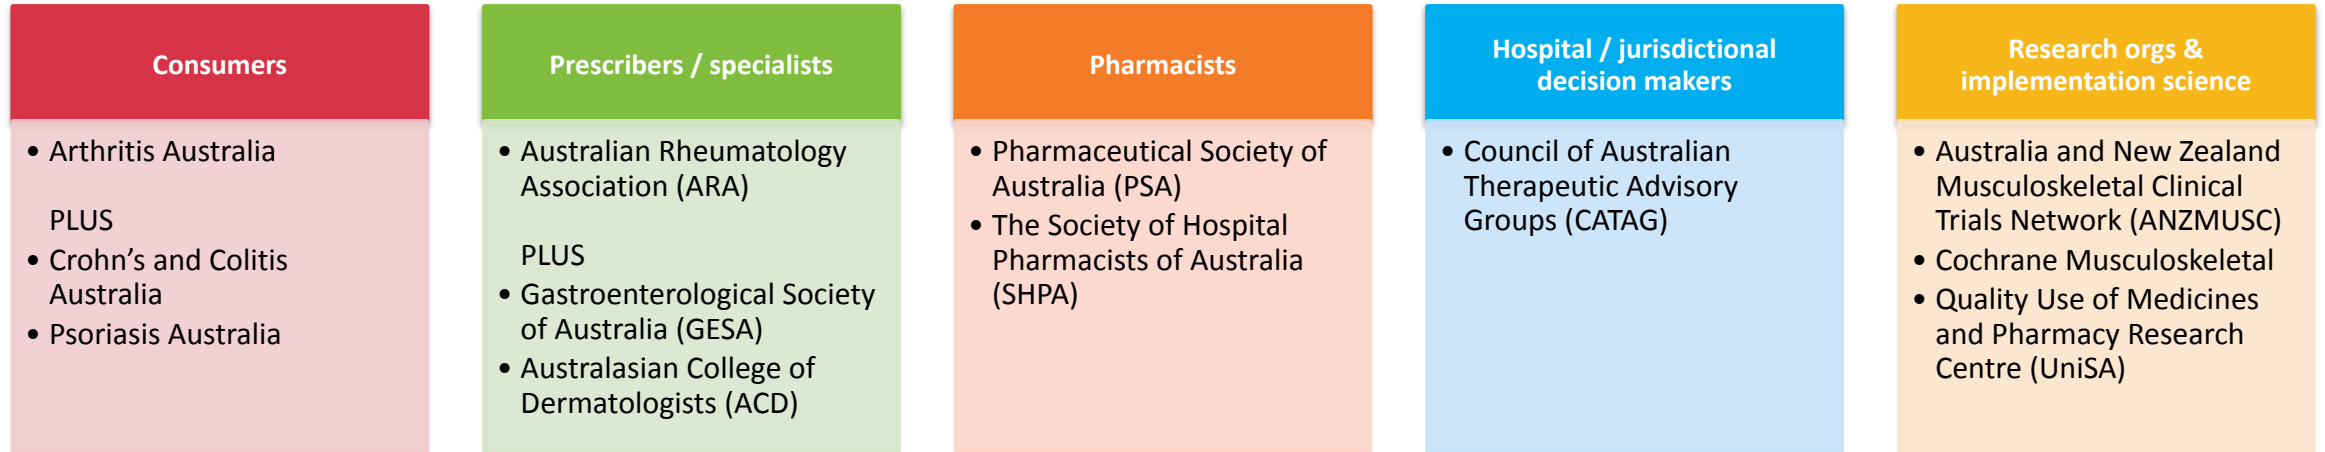 Consumers
• Arthritis Australia
PLUS
• Crohn’s and Colitis
Australia
• Psoriasis Australia
Prescribers / specialists
• Australian Rheumatology
Association (ARA)
PLUS
• Gastroenterological Society
of Australia (GESA)
• Australasian College of
Dermatologists (ACD)
Pharmacists
• Pharmaceutical Society of
Australia (PSA)
• The Society of Hospital
Pharmacists of Australia
(SHPA)
Hospital / jurisdictional
decision makers
• Council of Australian
Therapeutic Advisory
Groups (CATAG)
Research orgs &
implementation science
• Australia and New Zealand
Musculoskeletal Clinical
Trials Network (ANZMUSC)
• Cochrane Musculoskeletal
• Quality Use of Medicines
and Pharmacy Research
Centre (UniSA)